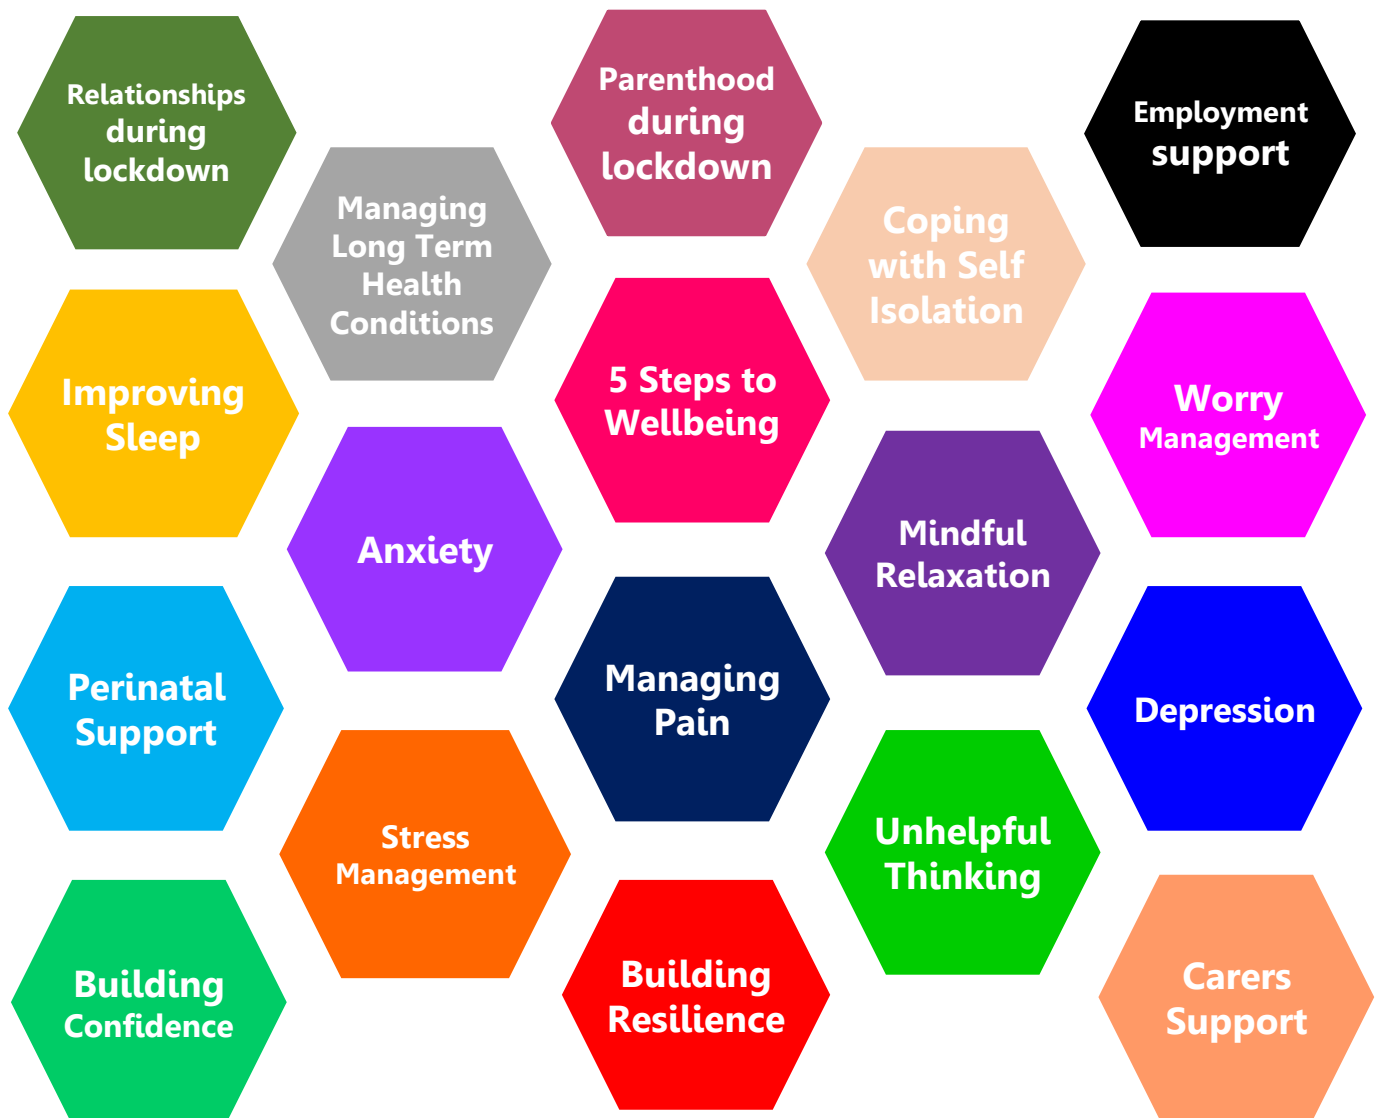 Relationships
during
lockdown
Parenthood
during
lockdown
Employment
support
Managing
Long Term
Health
Conditions
Coping
with Self
Isolation
Improving
Sleep
5 Steps to
Wellbeing
Worry
Management
Anxiety
Mindful
Relaxation
Perinatal
Support
Managing
Pain
Depression
Stress
Management
Unhelpful
Thinking
Building
Confidence
Building
Resilience
Carers
Support